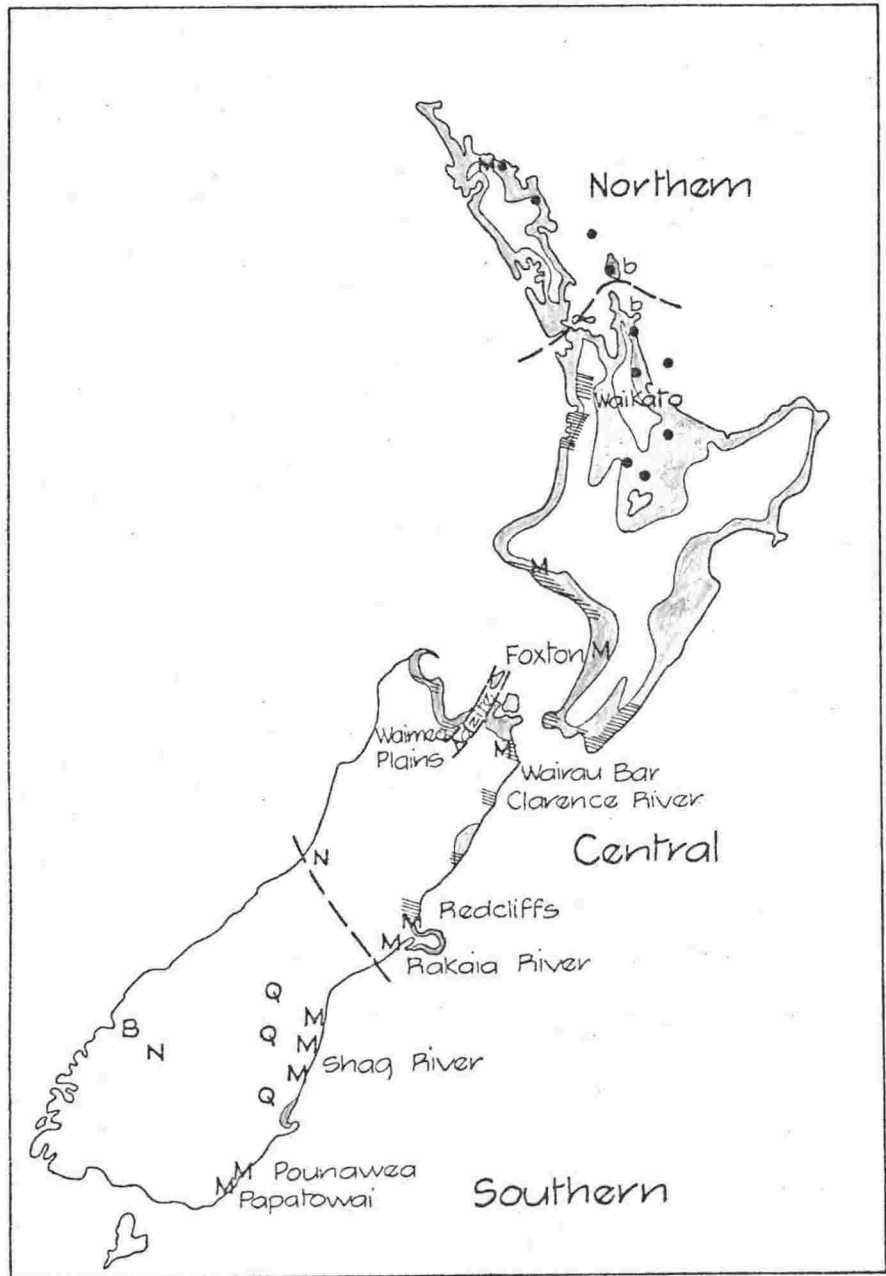 M
Northern
b
b
Waikato
M
Foxton M
Waimea
Plains
M
Wairau Bar
Clarence River
Central
N
Redcliffs
M
M
Rakaia River
Q
M
B
Q
M
N
Shag River
M
Q
M Pounawea
M Papatowai
Southern